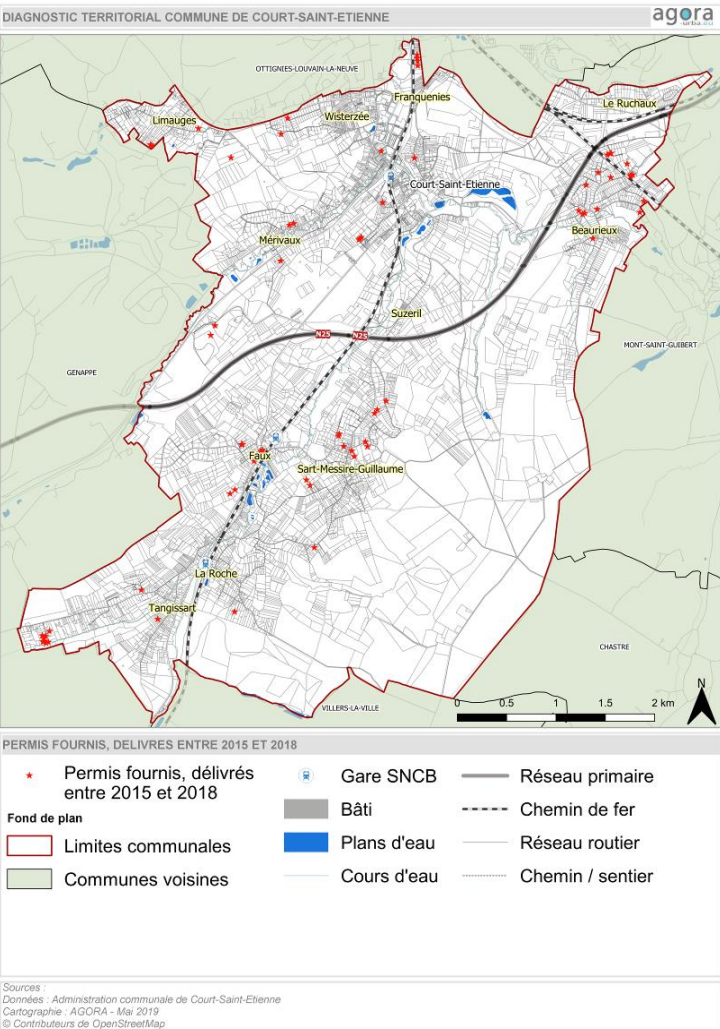 DIAGNOSTIC TERRITORIAL COMMUNE DE COURT-SAINT-ETIENNE
agora
urba.eu
OTTIGNIES-LOUVAIN-LA-NEUVE
Franquenies
Le Ruchaux
Limauges
Wisterzée
Court-Saint-Etienne
Beaurieux
Mérivaux
Suzeril
N25
N25
MONT-SAINT-GUIBERT
GENAPPE
Faux
Sart-Messire-Guillaume
La Roche
Tangissart
CHASTRE
VILLERS-LA-VILLE
N
0 0.5 1 1.5 2 km
PERMIS FOURNIS, DELIVRES ENTRE 2015 ET 2018
Permis fournis, délivrés
entre 2015 et 2018
Fond de plan
Limites communales
Communes voisines
Gare SNCB
Bâti
Plans d'eau
Cours d'eau
Réseau primaire
Chemin de fer
Réseau routier
Chemin / sentier
Sources :
Données : Administration communale de Court-Saint-Etienne
Cartographie : AGORA - Mai 2019
© Contributeurs de OpenStreetMap